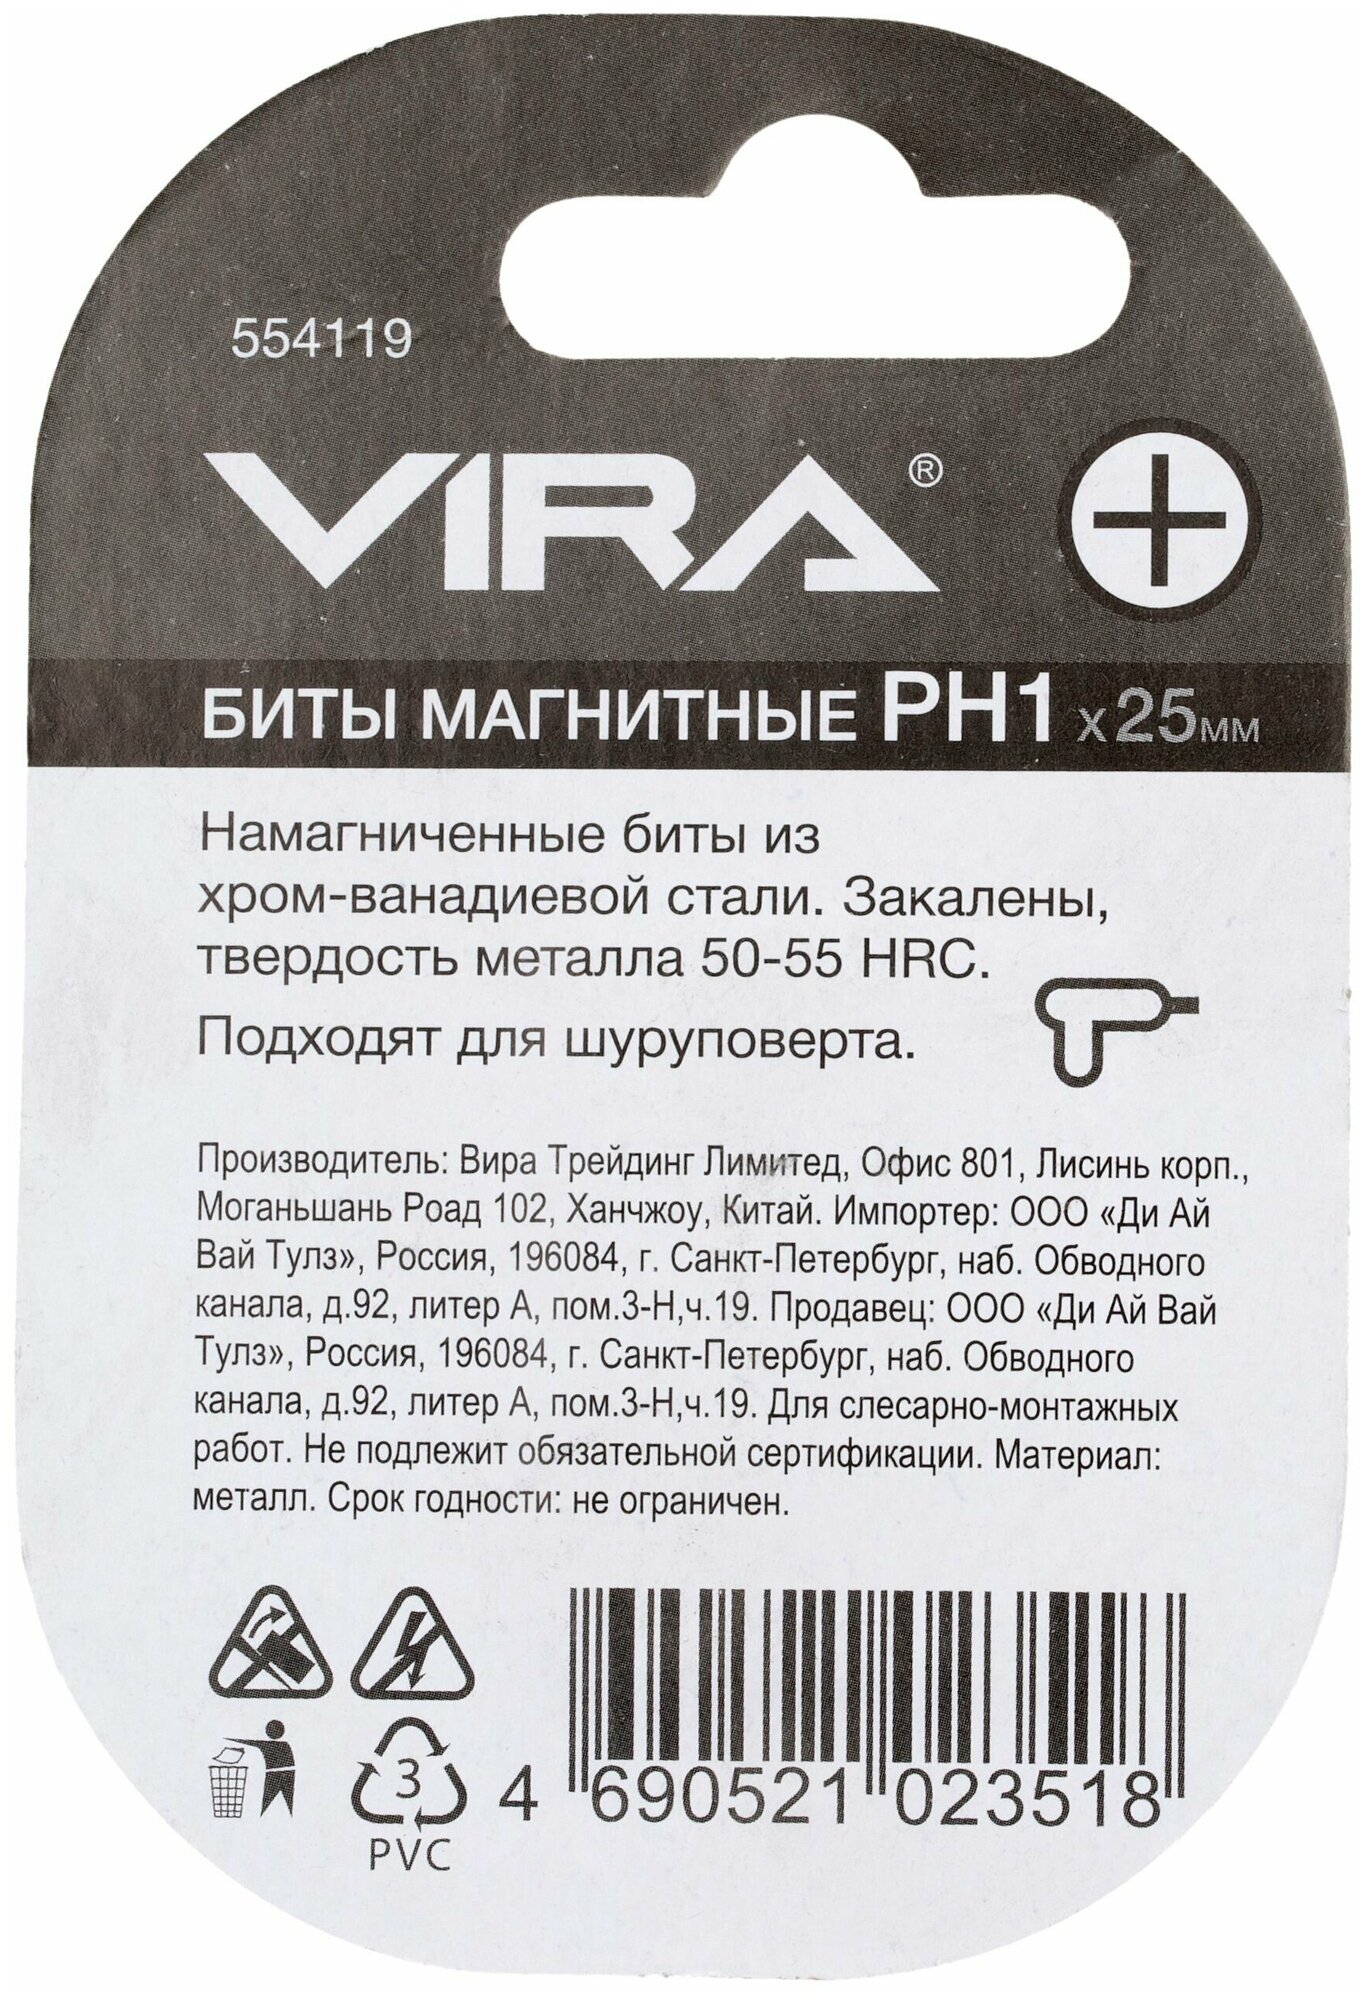 554119
VIRA®
БИТЫ МАГНИТНЫЕ PH1 x 25мм
Намагниченные биты из
хром-ванадиевой стали. Закалены,
твердость металла 50-55 HRC.
Подходят для шуруповерта.
Производитель: Вира Трейдинг Лимитед, Офис 801, Лисинь корп.,
Моганьшань Роад 102, Ханчжоу, Китай. Импортер: ООО «Ди Ай
Вай Тулз», Россия, 196084, г. Санкт-Петербург, наб. Обводного
канала, д.92, литер А, пом.3-Н,ч.19. Продавец: ООО «Ди Ай Вай
Тулз», Россия, 196084, г. Санкт-Петербург, наб. Обводного
канала, д.92, литер А, пом.3-Н,ч.19. Для слесарно-монтажных
работ. Не подлежит обязательной сертификации. Материал:
металл. Срок годности: не ограничен.
3
PVC
4 690521 023518